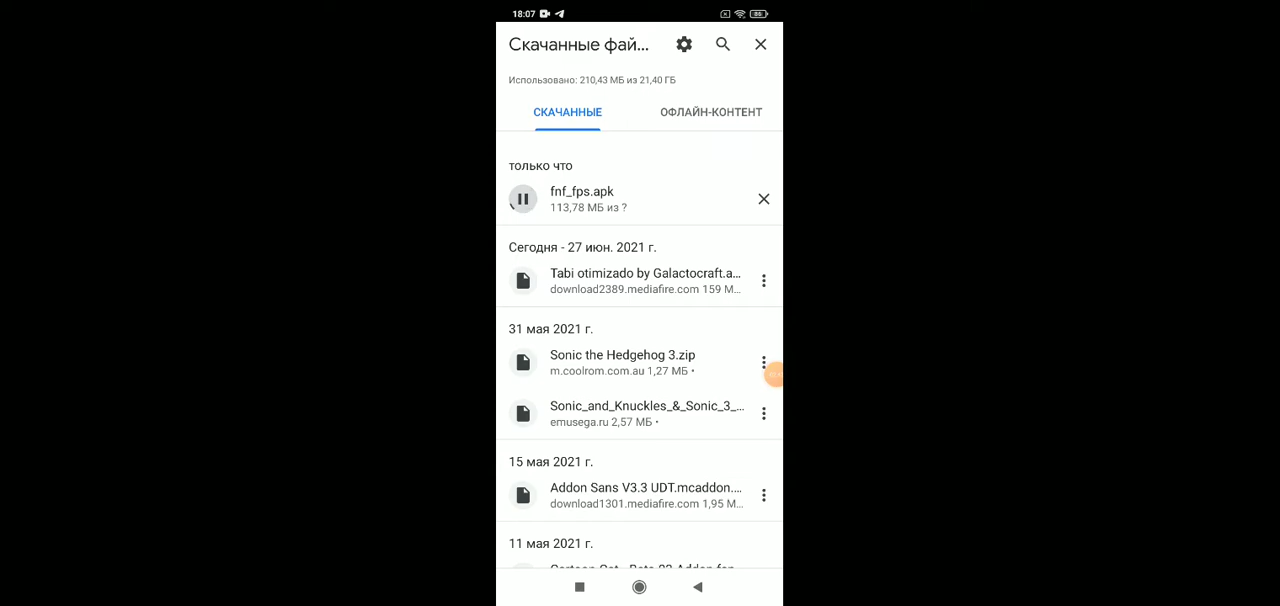 18:07
86
Скачанные фай...
Использовано: 210,43 МБ из 21,40 ГБ
СКАЧАННЫЕ
ОФЛАЙН-КОНТЕНТ
только что
fnf_fps.apk
113,78 МБ из ?
Сегодня - 27 июн. 2021 г.
Tabi otimizado by Galactocraft.a...
download2389.mediafire.com 159 М...
31 мая 2021 г.
Sonic the Hedgehog 3.zip
m.coolrom.com.au 1,27 МБ •
Sonic_and_Knuckles_&_Sonic_3_...
emusega.ru 2,57 МБ •
15 мая 2021 г.
Addon Sans V3.3 UDT.mcaddon....
download1301.mediafire.com 1,95 М...
11 мая 2021 г.